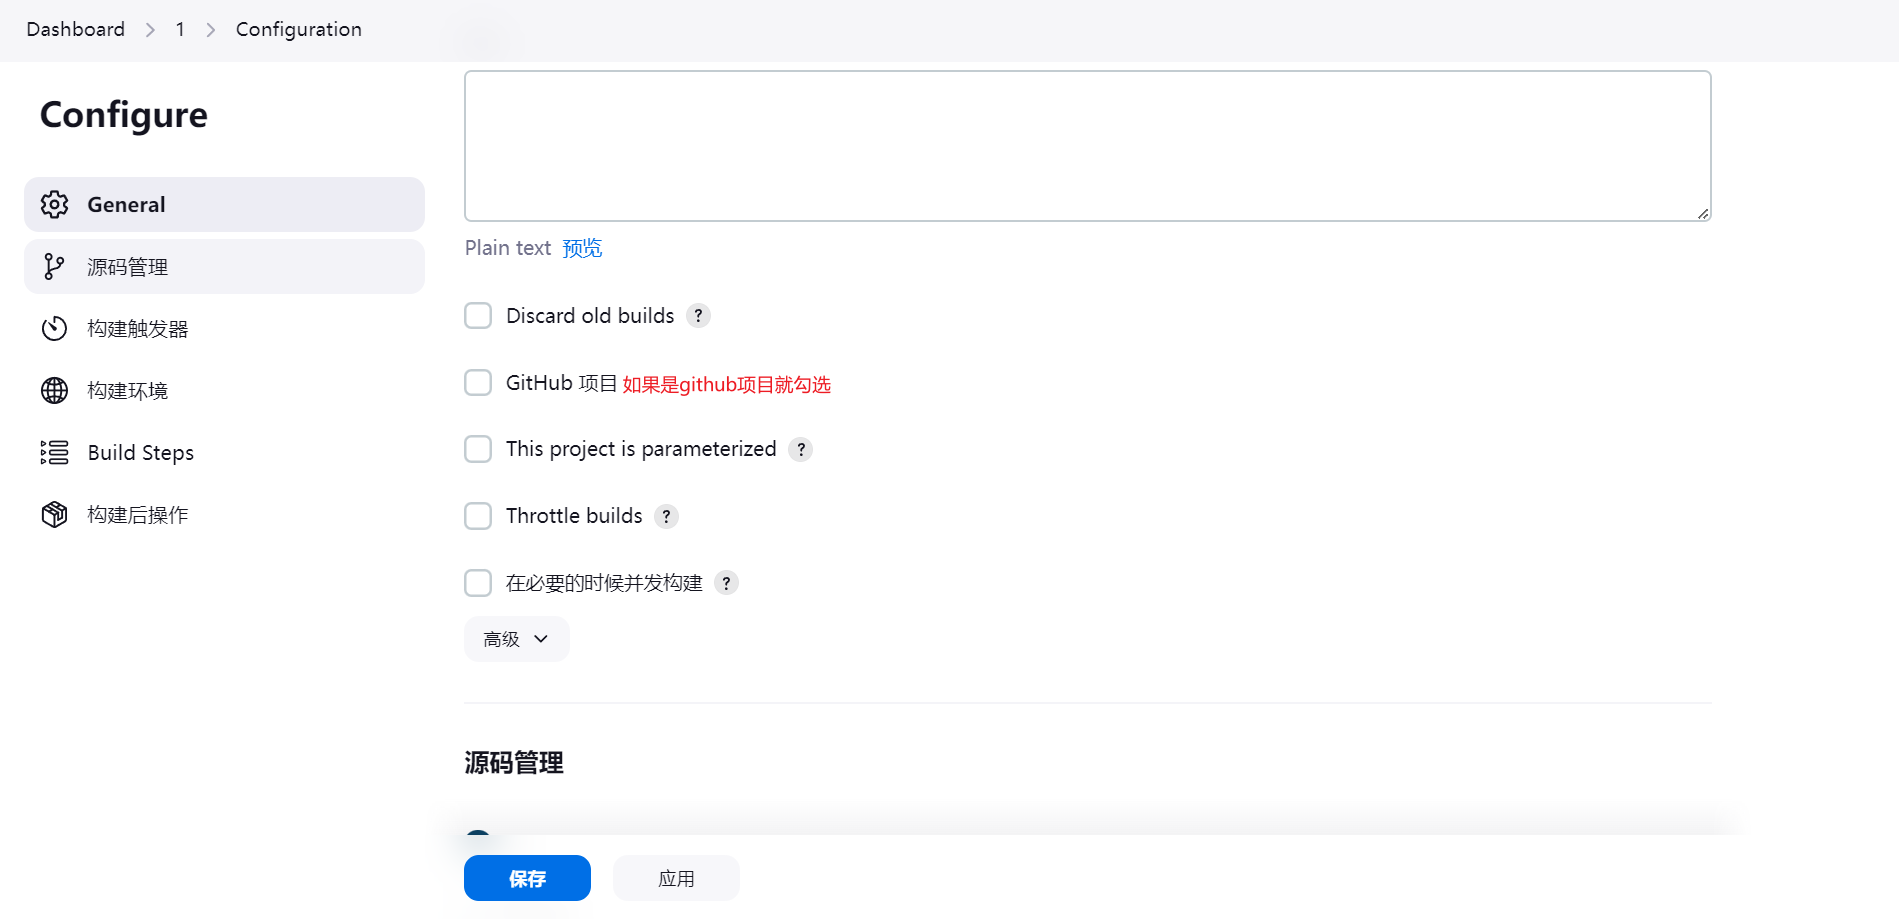 Dashboard > 1 > Configuration
Configure
General
源码管理
构建触发器
构建环境
Build Steps
构建后操作
Plain text 预览
Discard old builds ?
GitHub 项目 如果是github项目就勾选
This project is parameterized ?
Throttle builds ?
在必要的时候并发构建 ?
高级
源码管理
保存 应用